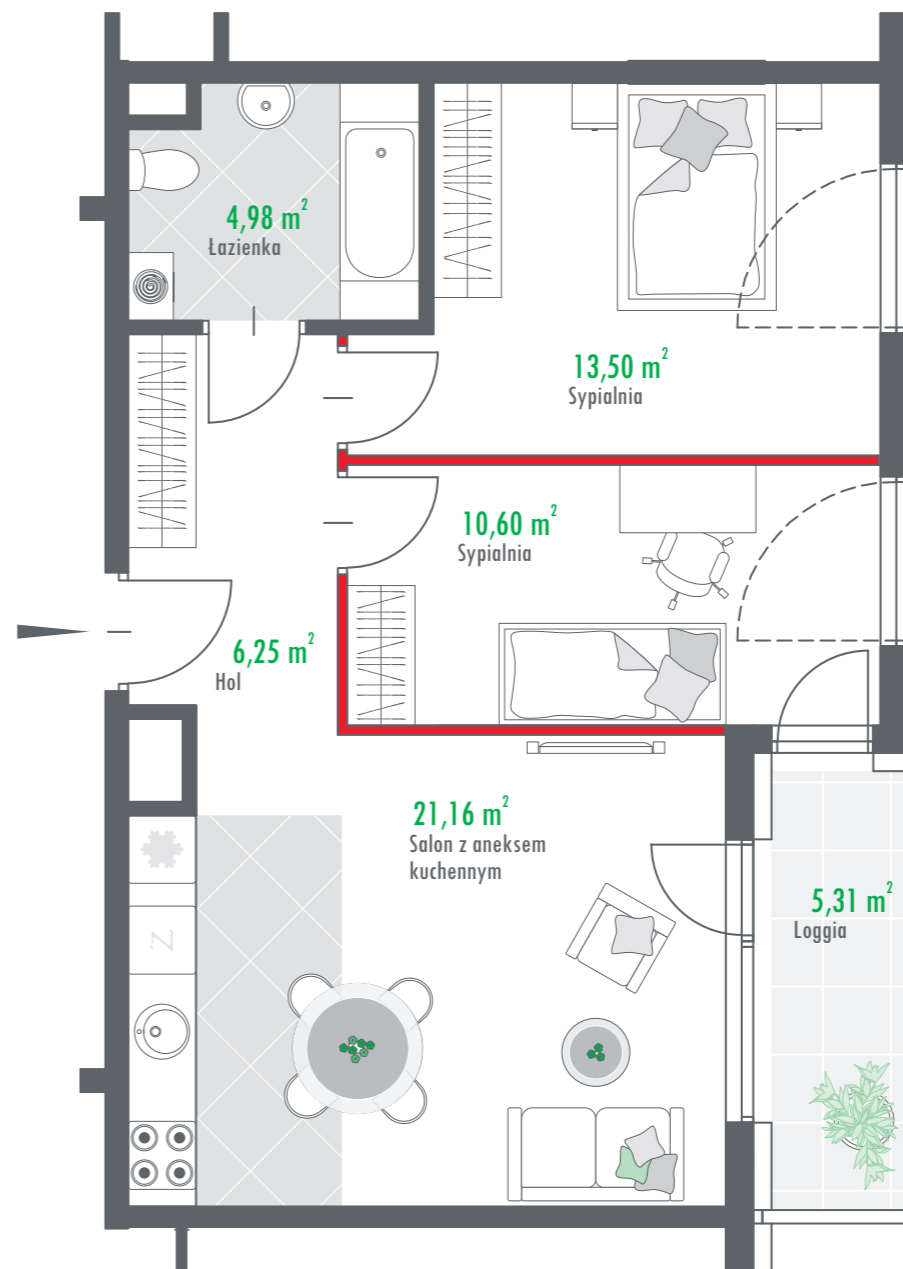 4,98 m²
Łazienka
13,50 m²
Sypialnia
10,60 m²
Sypialnia
6,25 m²
Hol
21,16 m²
Salon z aneksem
kuchennym
5,31 m²
Loggia
Z